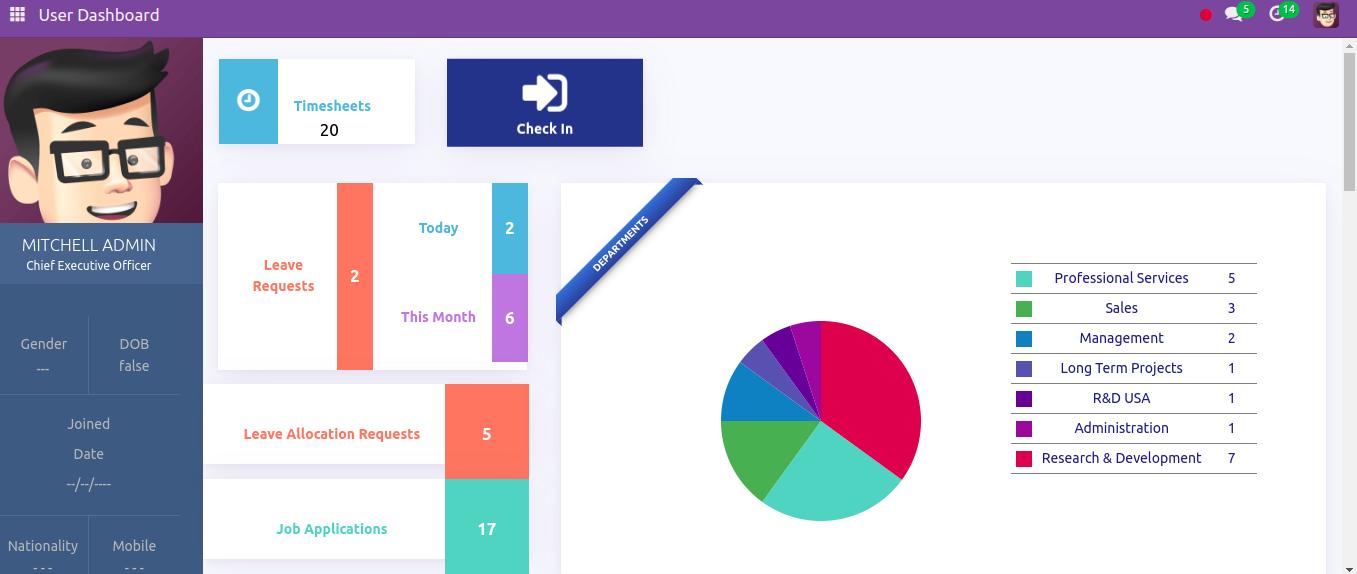 User Dashboard
5
14
MITCHELL ADMIN
Chief Executive Officer
Gender
---
DOB
false
Joined
Date
--/--/----
Nationality
- - -
Mobile
- - -
Timesheets
20
Check In
Leave
Requests
2
Today
2
This Month
6
Leave Allocation Requests
5
Job Applications
17
DEPARTMENTS
Professional Services 5
Sales 3
Management 2
Long Term Projects 1
R&D USA 1
Administration 1
Research & Development 7